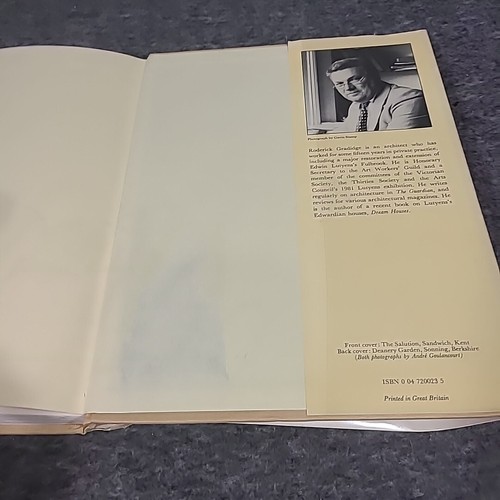 Roderick Gradidge is an architect who has
worked for some fifteen years in private practice,
including a major restoration and extension of
Edwin Lutyens's Fulbrook. He is Honorary
Secretary to the Art Workers' Guild and a
member of the committees of the Victorian
Society, the Thirties Society and the Arts
Council's 1981 Lutyens exhibition. He writes
regularly on architecture in The Guardian, and
reviews for various architectural magazines. He
is the author of a recent book on Lutyens's
Edwardian houses, Dream Houses.
Front cover: The Salution, Sandwich, Kent
Back cover: Deanery Garden, Sonning, Berkshire
(Both photographs by André Goulancourt)
ISBN 0 04 720023 5
Printed in Great Britain